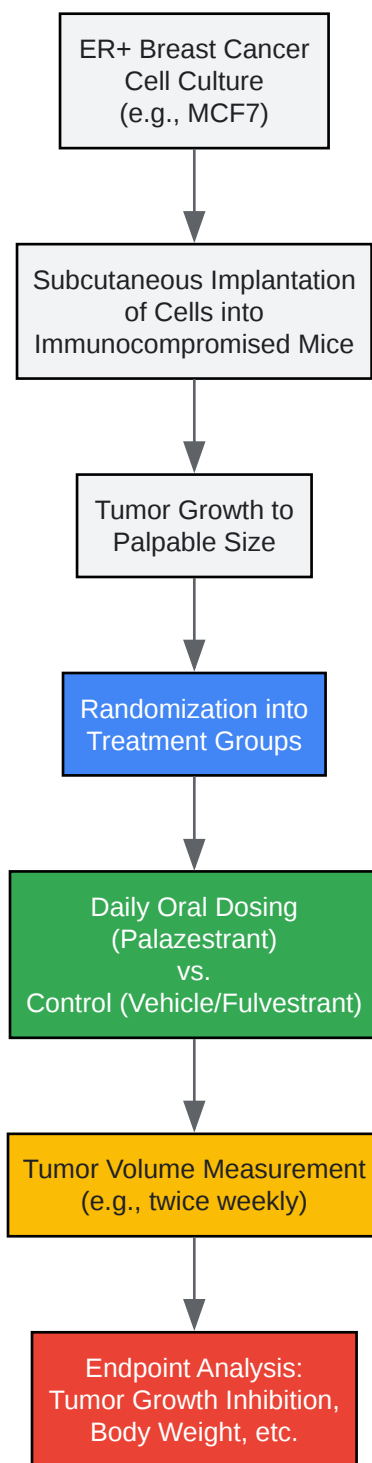 ER+ Breast Cancer
Cell Culture
(e.g., MCF7)
Subcutaneous Implantation
of Cells into
Immunocompromised Mice
Tumor Growth to
Palpable Size
Randomization into
Treatment Groups
Daily Oral Dosing
(Palazestrant)
vs.
Control (Vehicle/Fulvestrant)
Tumor Volume Measurement
(e.g., twice weekly)
Endpoint Analysis:
Tumor Growth Inhibition,
Body Weight, etc.